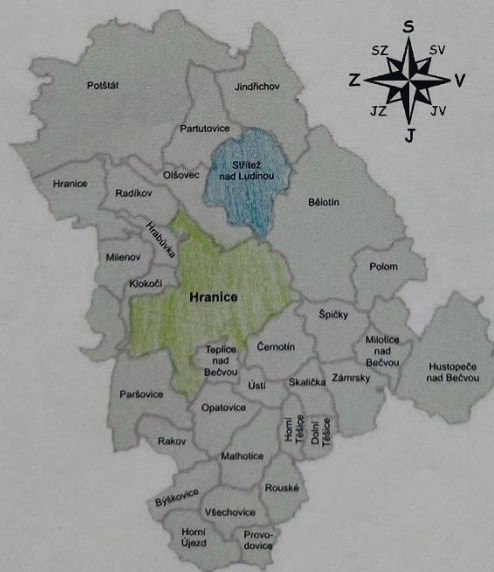 S
SZ
SV
Z
V
JZ
JV
J
Potštát
Jindřichov
Partutovice
Střítež
nad Ludinou
Olšovec
Hranice
Radíkov
Bělotín
Hrabůvka
Milenov
Polom
Klokočí
Hranice
Špičky
Černotín
Milotice
nad
Bečvou
Teplice
nad
Bečvou
Hustopeče
nad Bečvou
Zámrsky
Skalička
Ústí
Paršovice
Opatovice
Horní
Těšice
Dolní
Těšice
Rakov
Malhotice
Rouské
Býškovice
Všechovice
Horní
Újezd
Provo-
dovice